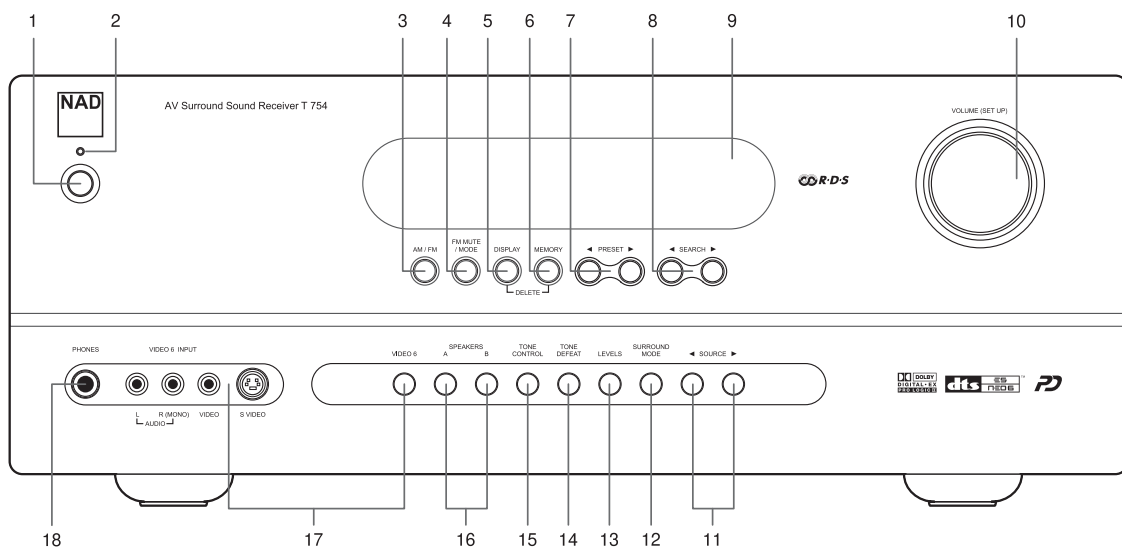 1 2 3 4 5 6 7 8 9 10
NAD
AV Surround Sound Receiver T 754
VOLUME (SET UP)
R·D·S
AM / FM
FM MUTE
/ MODE
DISPLAY
MEMORY
◄ PRESET ►
◄ SEARCH ►
DELETE
PHONES
VIDEO 6 INPUT
VIDEO 6
SPEAKERS
A B
TONE
CONTROL
TONE
DEFEAT
LEVELS
SURROUND
MODE
◄ SOURCE ►
L R (MONO)
AUDIO
VIDEO
S VIDEO
DOLBY
DIGITAL·EX
PRO LOGIC II
dts ES
NEO:6
™
PD
18 17 16 15 14 13 12 11